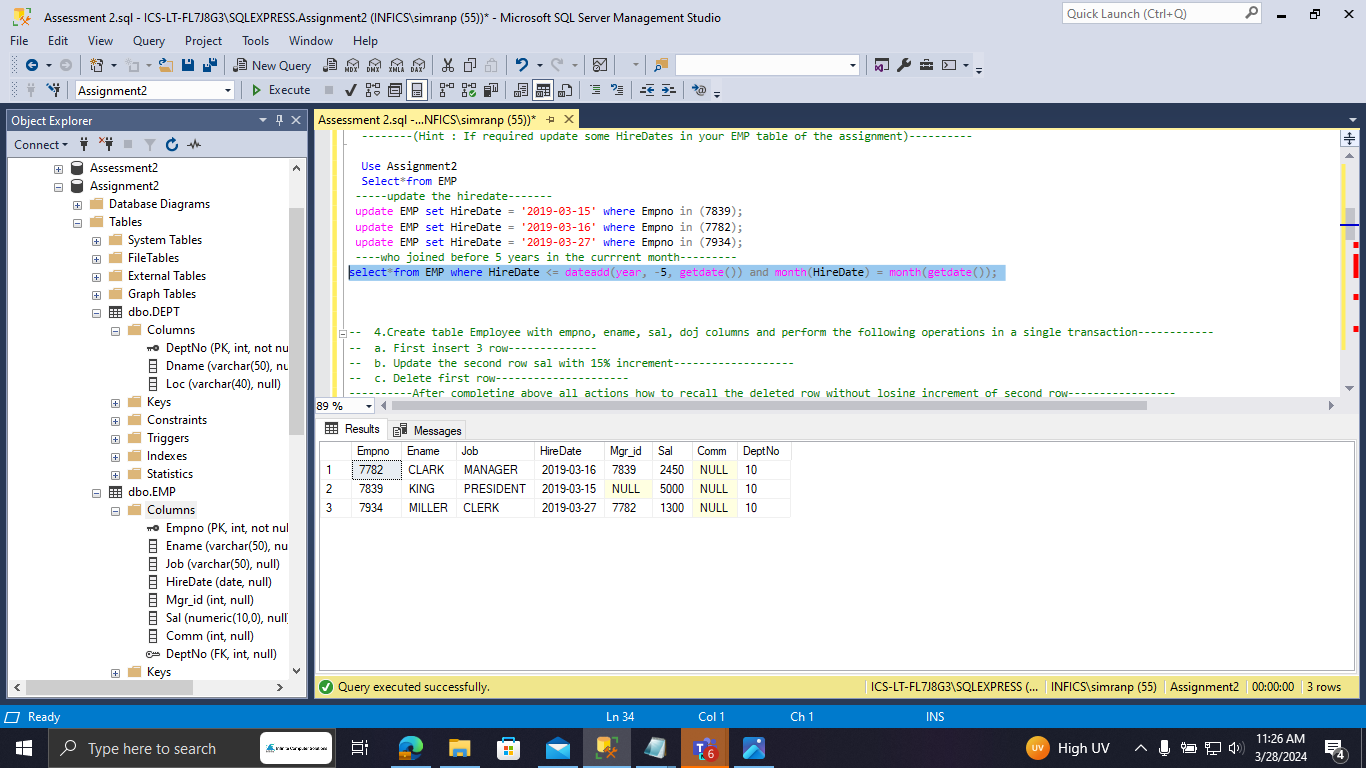 Assessment 2.sql - ICS-LT-FL7J8G3\SQLEXPRESS.Assignment2 (INFICS\simranp (55))* - Microsoft SQL Server Management Studio
Quick Launch (Ctrl+Q)
File Edit View Query Project Tools Window Help
New Query
MDX DMX XMLA DAX
Assignment2
Execute
Object Explorer
Assessment 2.sql -...NFICS\simranp (55))*
Connect
Assessment2
Assignment2
Database Diagrams
Tables
System Tables
FileTables
External Tables
Graph Tables
dbo.DEPT
Columns
DeptNo (PK, int, not nu
Dname (varchar(50), nu
Loc (varchar(40), null)
Keys
Constraints
Triggers
Indexes
Statistics
dbo.EMP
Columns
Empno (PK, int, not nul
Ename (varchar(50), nu
Job (varchar(50), null)
HireDate (date, null)
Mgr_id (int, null)
Sal (numeric(10,0), null
Comm (int, null)
DeptNo (FK, int, null)
Keys
--------(Hint : If required update some HireDates in your EMP table of the assignment)----------
Use Assignment2
Select*from EMP
-----update the hiredate-------
update EMP set HireDate = '2019-03-15' where Empno in (7839);
update EMP set HireDate = '2019-03-16' where Empno in (7782);
update EMP set HireDate = '2019-03-27' where Empno in (7934);
----who joined before 5 years in the currrent month---------
select*from EMP where HireDate <= dateadd(year, -5, getdate()) and month(HireDate) = month(getdate());
-- 4.Create table Employee with empno, ename, sal, doj columns and perform the following operations in a single transaction------------
-- a. First insert 3 row--------------
-- b. Update the second row sal with 15% increment-------------------
-- c. Delete first row---------------------
----------After completing above all actions how to recall the deleted row without losing increment of second row-----------------
89 %
Results Messages
Empno Ename Job HireDate Mgr_id Sal Comm DeptNo
1 7782 CLARK MANAGER 2019-03-16 7839 2450 NULL 10
2 7839 KING PRESIDENT 2019-03-15 NULL 5000 NULL 10
3 7934 MILLER CLERK 2019-03-27 7782 1300 NULL 10
Query executed successfully.
ICS-LT-FL7J8G3\SQLEXPRESS (... INFICS\simranp (55) Assignment2 00:00:00 3 rows
Ready Ln 34 Col 1 Ch 1 INS
Type here to search
Infinite Computer Solutions
6
UV High UV
11:26 AM
3/28/2024
4